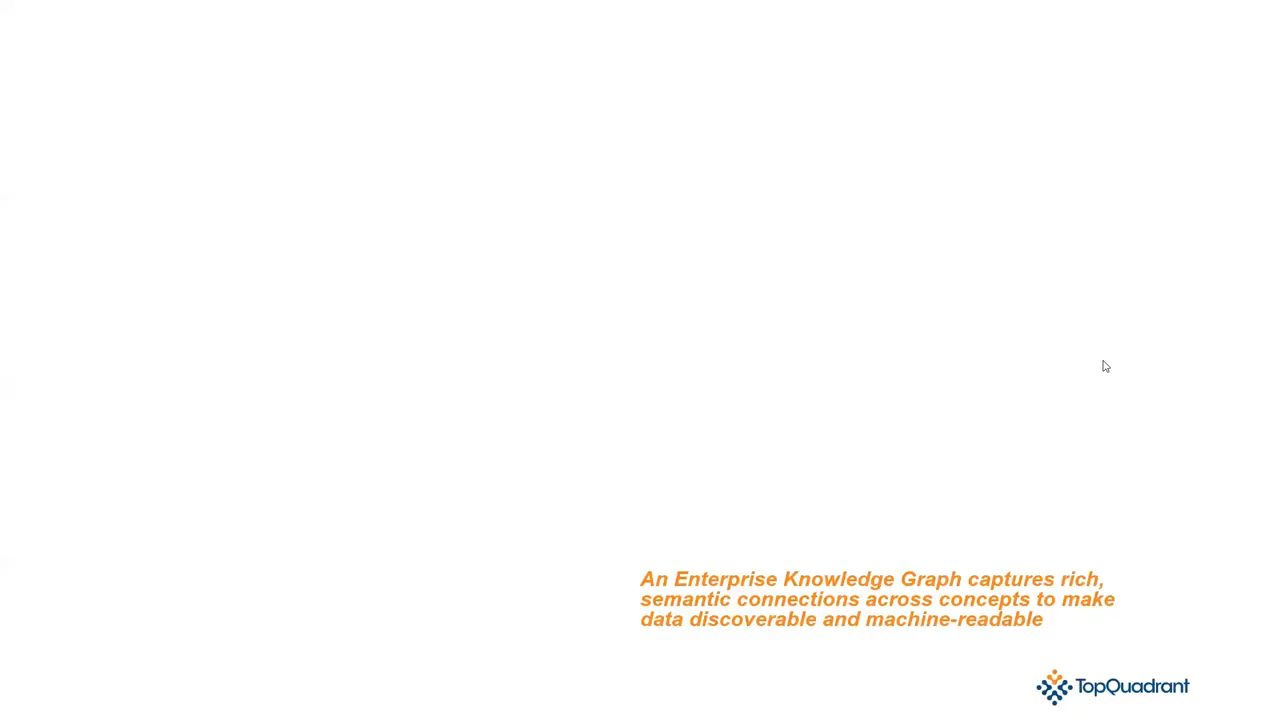 An Enterprise Knowledge Graph captures rich,
semantic connections across concepts to make
data discoverable and machine-readable
TopQuadrant